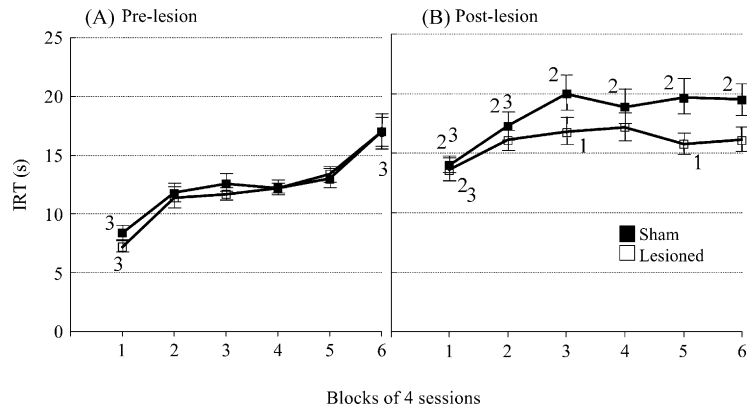 (A) Pre-lesion
(B) Post-lesion
IRT (s)
25
20
15
10
5
0
3
3
3
1 2 3 4 5 6
2 3
2 3
2 3
2
2
2
2
1
1
Sham
Lesioned
1 2 3 4 5 6
Blocks of 4 sessions